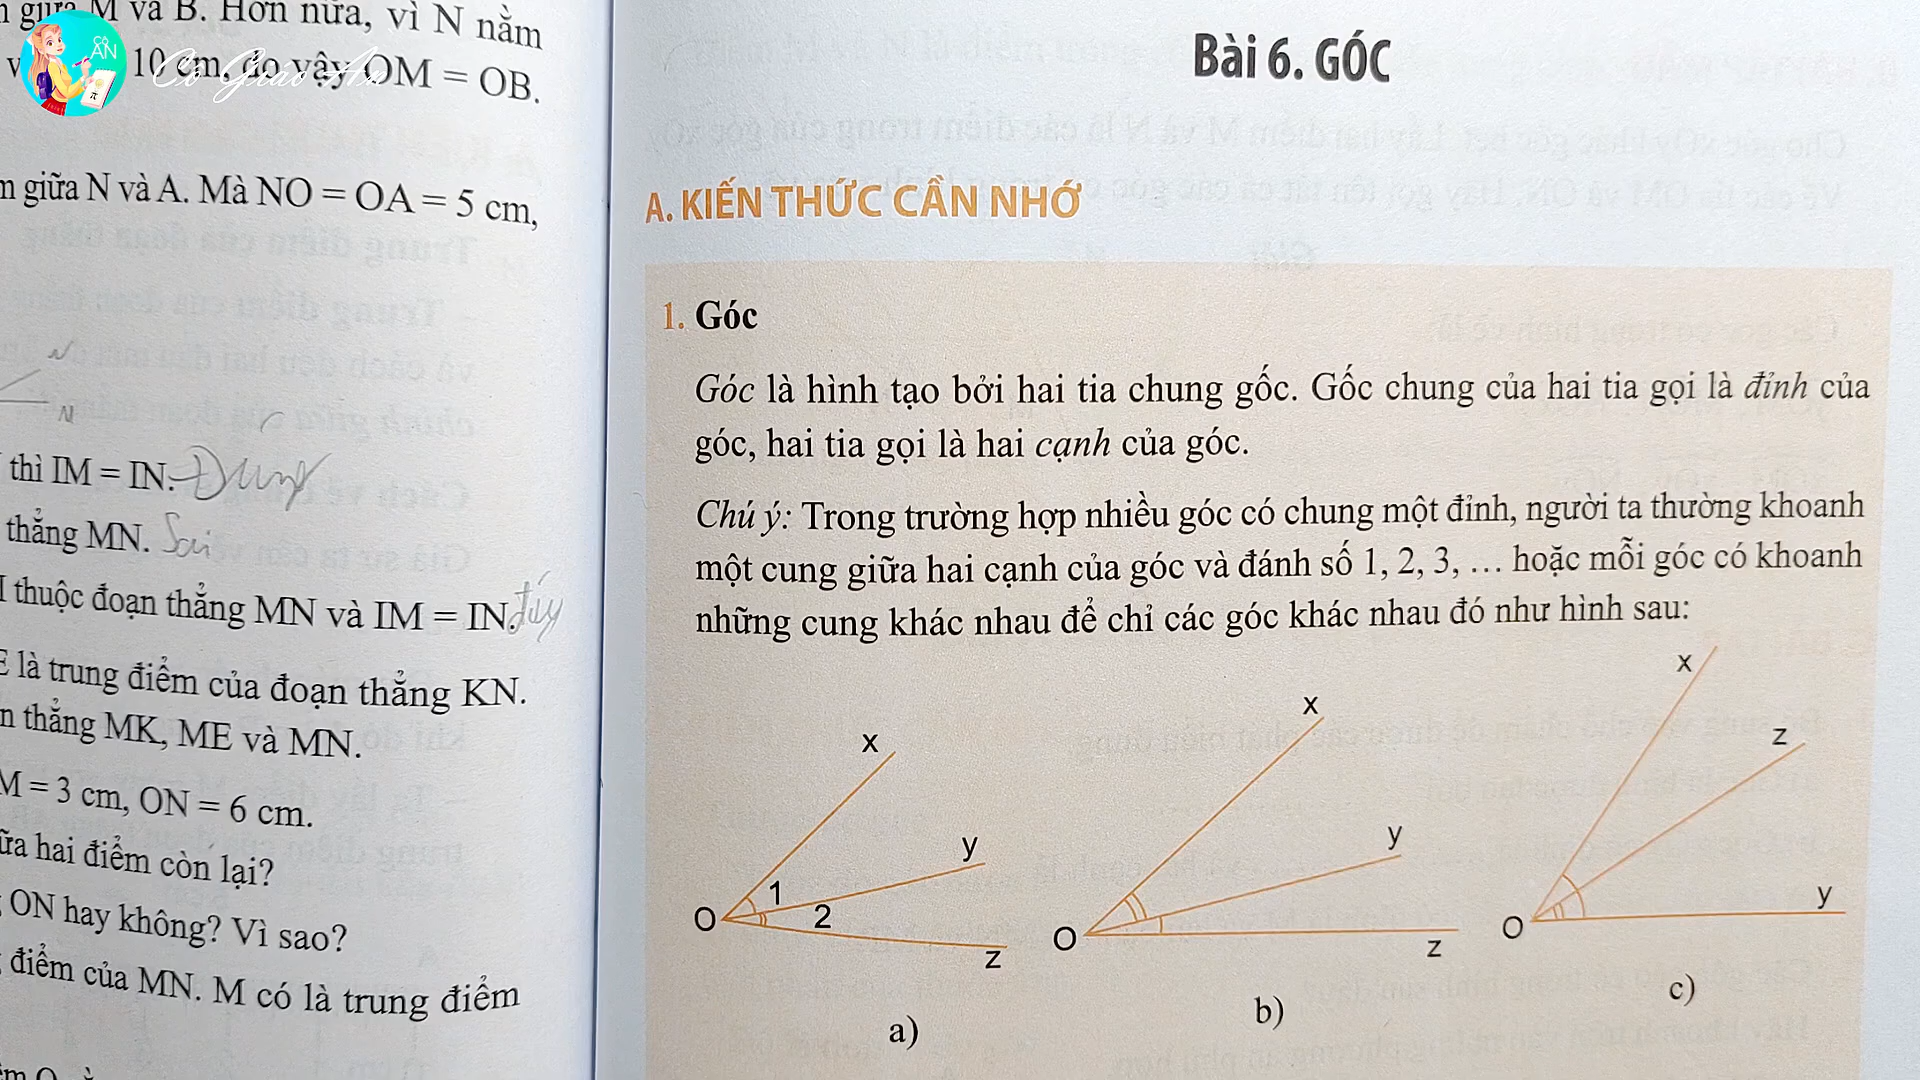 M và B. Hơn nữa, vì N nằm
10 cm, do vậy OM = OB.
CÔ AN
Cô Giáo An
giữa N và A. Mà NO = OA = 5 cm,
N
N
thì IM = IN. Đúng
thẳng MN. Sai
thuộc đoạn thẳng MN và IM = IN.
là trung điểm của đoạn thẳng KN.
thẳng MK, ME và MN.
M = 3 cm, ON = 6 cm.
hai điểm còn lại?
ON hay không? Vì sao?
điểm của MN. M có là trung điểm
Bài 6. GÓC
A. KIẾN THỨC CẦN NHỚ
1. Góc
Góc là hình tạo bởi hai tia chung gốc. Gốc chung của hai tia gọi là đỉnh của
góc, hai tia gọi là hai cạnh của góc.
Chú ý: Trong trường hợp nhiều góc có chung một đỉnh, người ta thường khoanh
một cung giữa hai cạnh của góc và đánh số 1, 2, 3, … hoặc mỗi góc có khoanh
những cung khác nhau để chỉ các góc khác nhau đó như hình sau:
x
y
1
2
O
z
a)
x
y
O
z
b)
x
z
y
O
c)